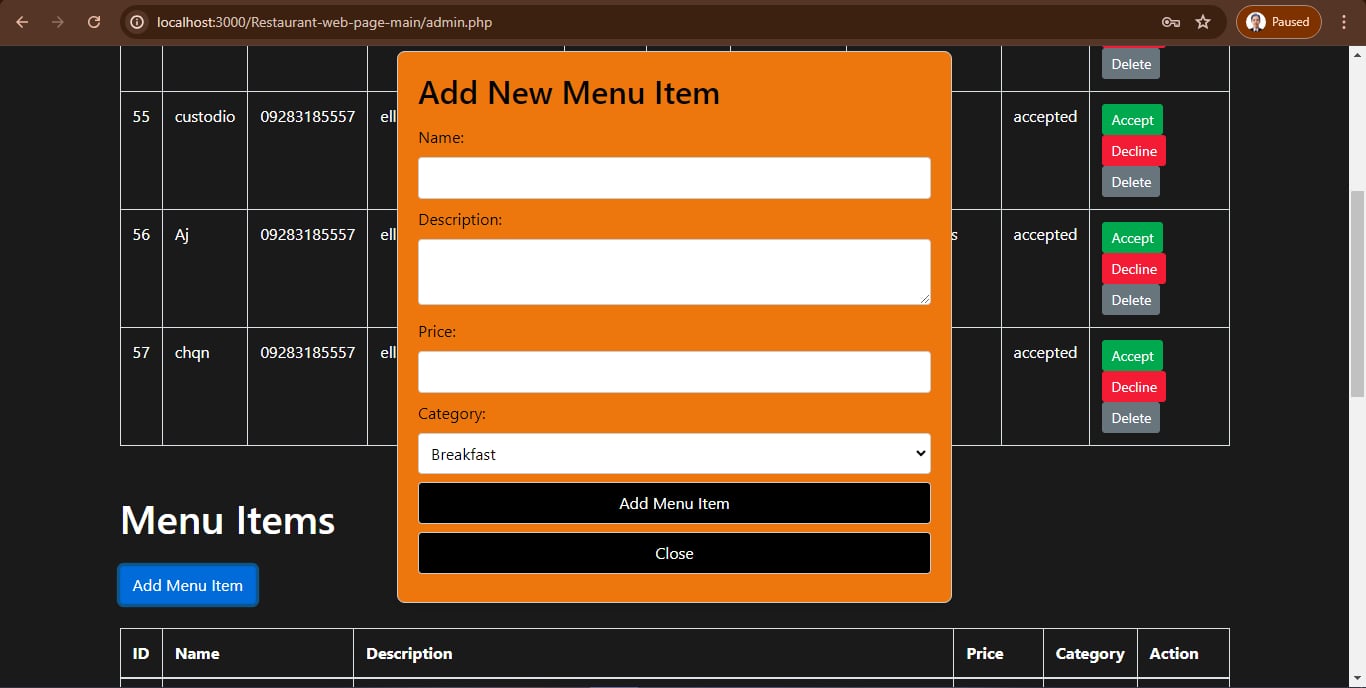 localhost:3000/Restaurant-web-page-main/admin.php
Paused
Delete
55 custodio 09283185557 ell accepted Accept
Decline
Delete
56 Aj 09283185557 ell s accepted Accept
Decline
Delete
57 chqn 09283185557 ell accepted Accept
Decline
Delete
Add New Menu Item
Name:
Description:
Price:
Category:
Breakfast
Add Menu Item
Close
Menu Items
Add Menu Item
ID Name Description Price Category Action